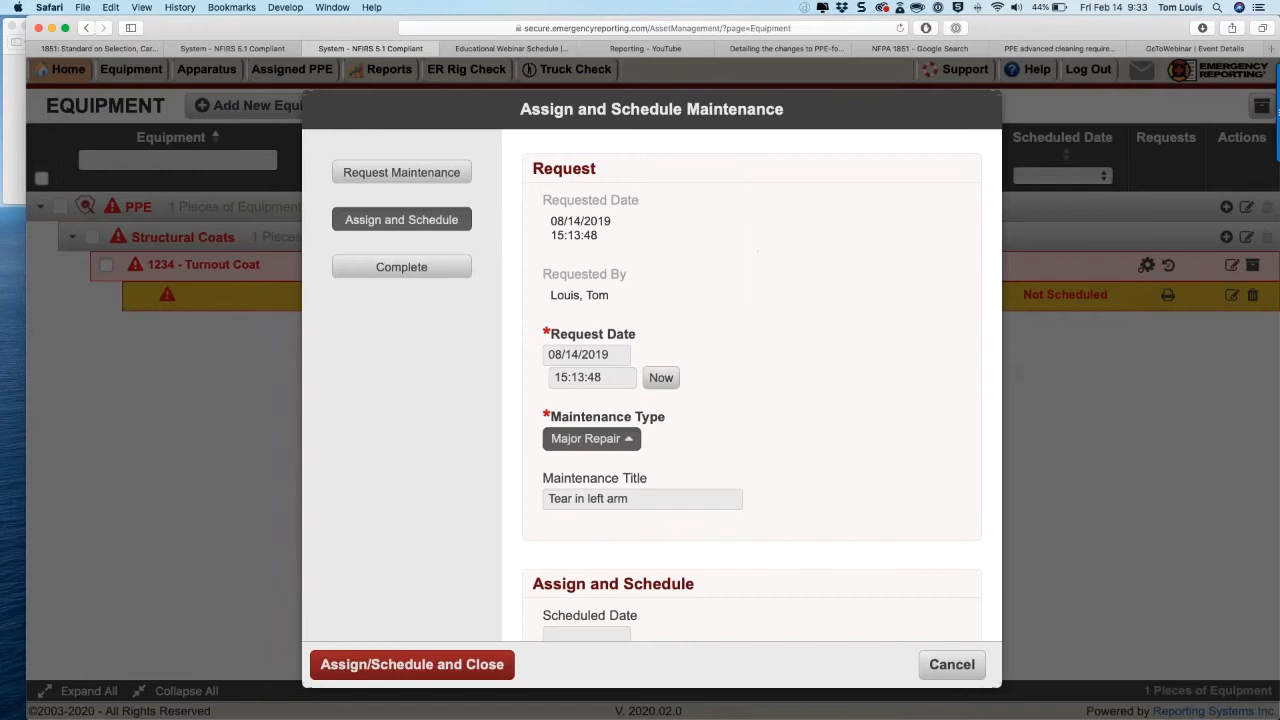 Safari File Edit View History Bookmarks Develop Window Help 44% Fri Feb 14 9:33 Tom Louis
secure.emergencyreporting.com/AssetManagement/?page=Equipment
1851: Standard on Selection, Car... System - NFIRS 5.1 Compliant System - NFIRS 5.1 Compliant Educational Webinar Schedule |... Reporting - YouTube Detailing the changes to PPE-fo... NFPA 1851 - Google Search PPE advanced cleaning require... GoToWebinar | Event Details
Home Equipment Apparatus Assigned PPE Reports ER Rig Check Truck Check Support Help Log Out EMERGENCY REPORTING
EQUIPMENT Add New Equi
Assign and Schedule Maintenance
Equipment Scheduled Date Requests Actions
Request Maintenance
Assign and Schedule
Complete
PPE 1 Pieces of Equipment
Structural Coats 1 Pieces
1234 - Turnout Coat
Not Scheduled
Request
Requested Date
08/14/2019
15:13:48
Requested By
Louis, Tom
*Request Date
08/14/2019
15:13:48 Now
*Maintenance Type
Major Repair
Maintenance Title
Tear in left arm
Assign and Schedule
Scheduled Date
Assign/Schedule and Close Cancel
Expand All Collapse All 1 Pieces of Equipment
©2003-2020 - All Rights Reserved V. 2020.02.0 Powered by Reporting Systems Inc.